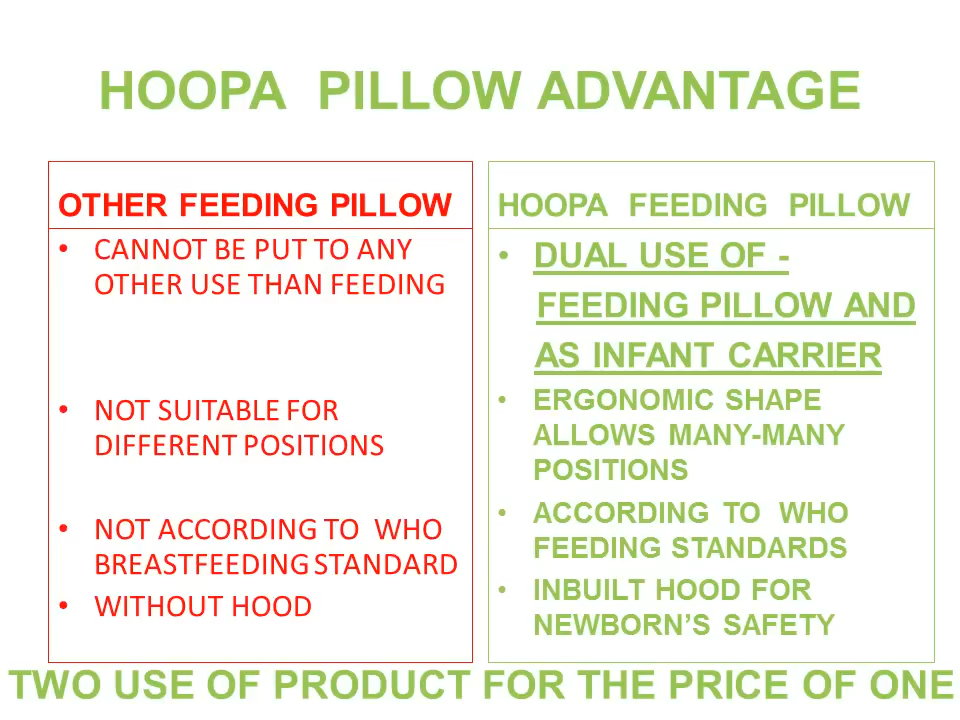 HOOPA PILLOW ADVANTAGE
OTHER FEEDING PILLOW
• CANNOT BE PUT TO ANY
OTHER USE THAN FEEDING
• NOT SUITABLE FOR
DIFFERENT POSITIONS
• NOT ACCORDING TO WHO
BREASTFEEDING STANDARD
• WITHOUT HOOD
HOOPA FEEDING PILLOW
• DUAL USE OF -
FEEDING PILLOW AND
AS INFANT CARRIER
• ERGONOMIC SHAPE
ALLOWS MANY-MANY
POSITIONS
• ACCORDING TO WHO
FEEDING STANDARDS
• INBUILT HOOD FOR
NEWBORN’S SAFETY
TWO USE OF PRODUCT FOR THE PRICE OF ONE